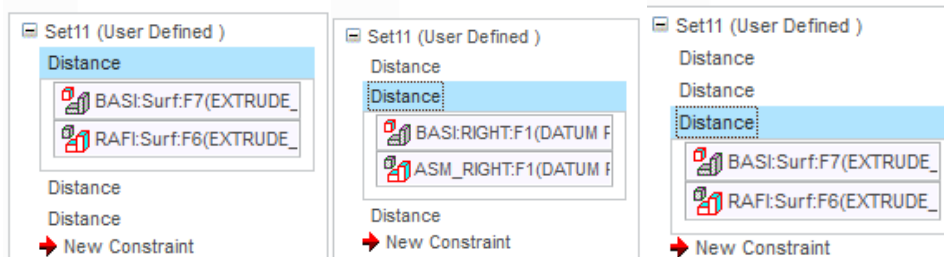 Set11 (User Defined )
Distance
BASI:Surf:F7(EXTRUDE_
RAFI:Surf:F6(EXTRUDE_
Distance
Distance
New Constraint
Set11 (User Defined )
Distance
Distance
BASI:RIGHT:F1(DATUM F
ASM_RIGHT:F1(DATUM F
Distance
New Constraint
Set11 (User Defined )
Distance
Distance
Distance
BASI:Surf:F7(EXTRUDE_
RAFI:Surf:F6(EXTRUDE_
New Constraint